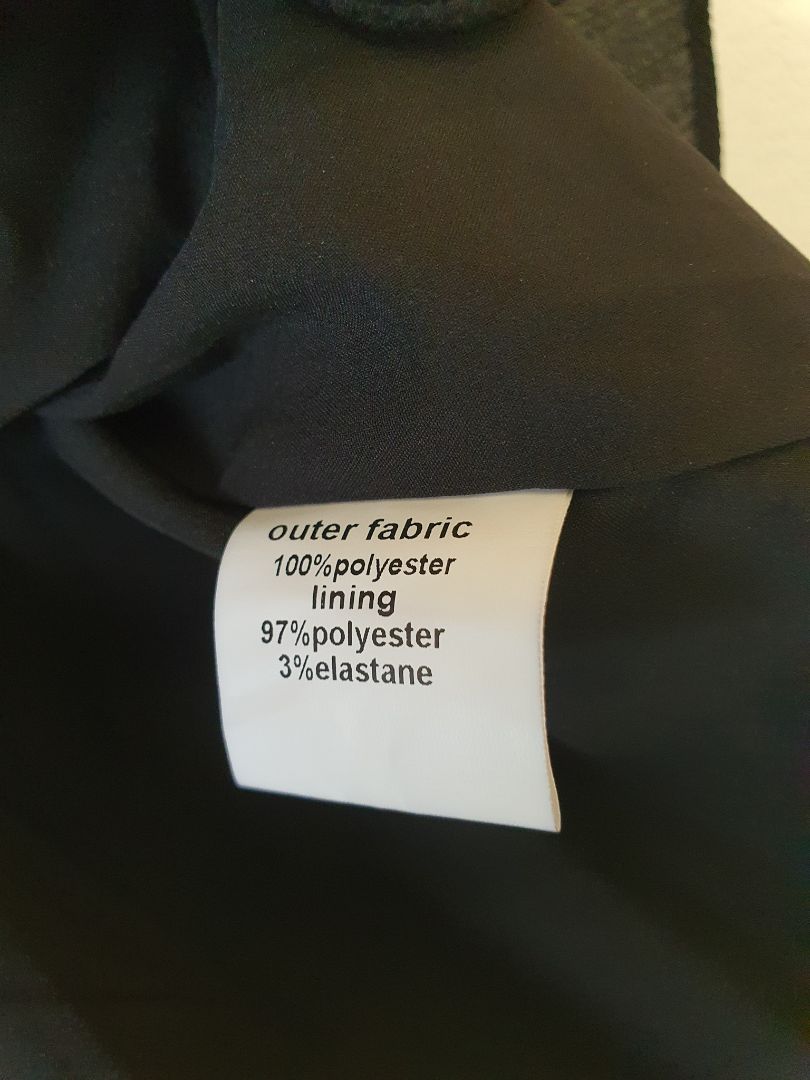 outer fabric
100%polyester
lining
97%polyester
3%elastane